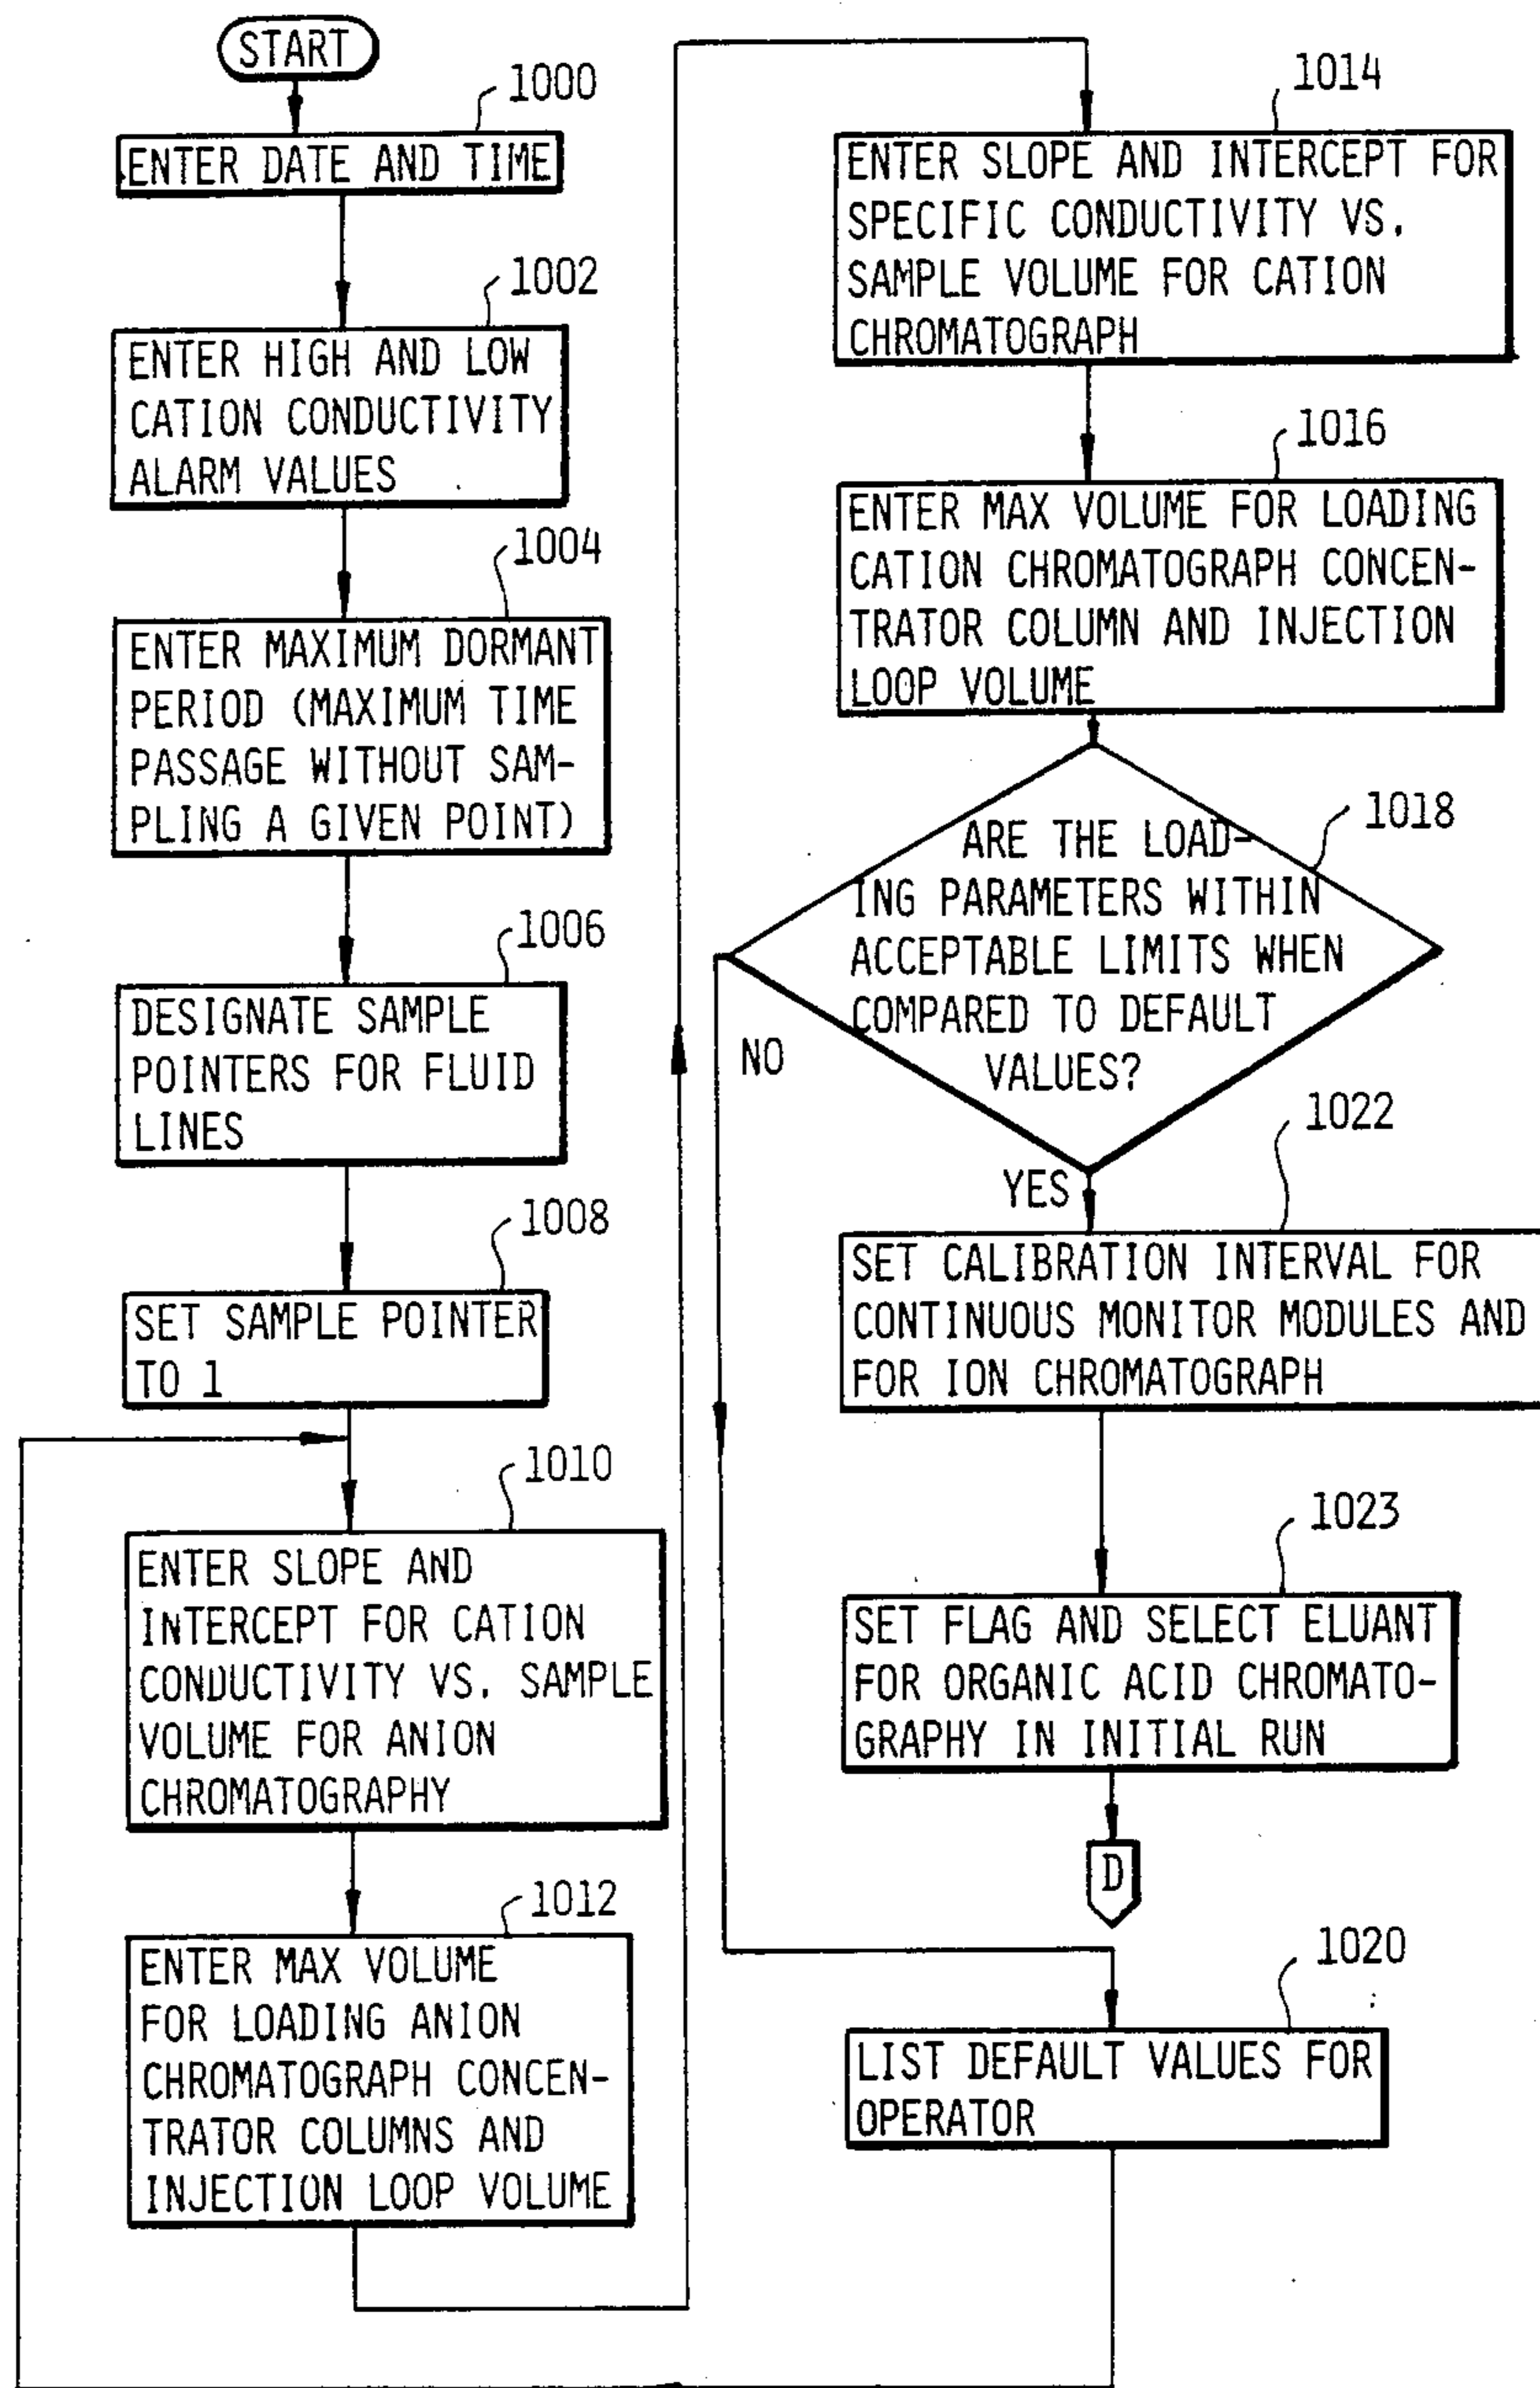 START
1000
ENTER DATE AND TIME
1002
ENTER HIGH AND LOW
CATION CONDUCTIVITY
ALARM VALUES
1004
ENTER MAXIMUM DORMANT
PERIOD (MAXIMUM TIME
PASSAGE WITHOUT SAM-
PLING A GIVEN POINT)
1006
DESIGNATE SAMPLE
POINTERS FOR FLUID
LINES
1008
SET SAMPLE POINTER
TO 1
1010
ENTER SLOPE AND
INTERCEPT FOR CATION
CONDUCTIVITY VS. SAMPLE
VOLUME FOR ANION
CHROMATOGRAPHY
1012
ENTER MAX VOLUME
FOR LOADING ANION
CHROMATOGRAPH CONCEN-
TRATOR COLUMNS AND
INJECTION LOOP VOLUME
1014
ENTER SLOPE AND INTERCEPT FOR
SPECIFIC CONDUCTIVITY VS.
SAMPLE VOLUME FOR CATION
CHROMATOGRAPH
1016
ENTER MAX VOLUME FOR LOADING
CATION CHROMATOGRAPH CONCEN-
TRATOR COLUMN AND INJECTION
LOOP VOLUME
1018
ARE THE LOAD-
ING PARAMETERS WITHIN
ACCEPTABLE LIMITS WHEN
COMPARED TO DEFAULT
VALUES?
NO
YES
1022
SET CALIBRATION INTERVAL FOR
CONTINUOUS MONITOR MODULES AND
FOR ION CHROMATOGRAPH
1023
SET FLAG AND SELECT ELUANT
FOR ORGANIC ACID CHROMATO-
GRAPHY IN INITIAL RUN
D
1020
LIST DEFAULT VALUES FOR
OPERATOR